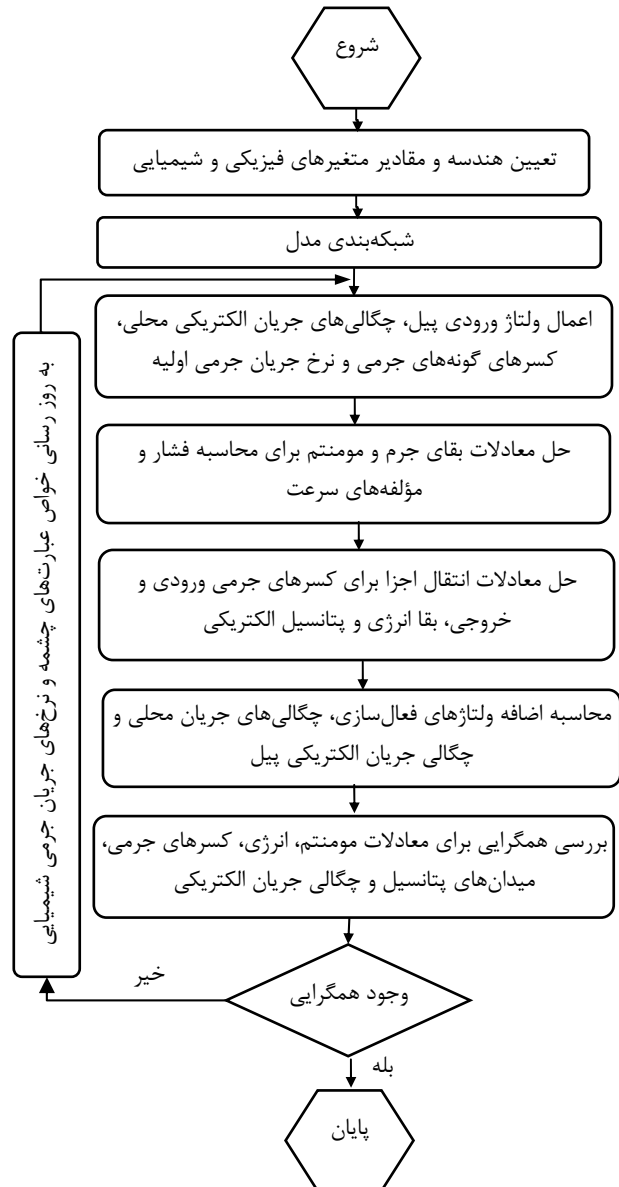 شروع
تعیین هندسه و مقادیر متغیرهای فیزیکی و شیمیایی
شبکه‌بندی مدل
اعمال ولتاژ ورودی پیل، چگالی‌های جریان الکتریکی محلی،
کسرهای گونه‌های جرمی و نرخ جریان جرمی اولیه
حل معادلات بقای جرم و مومنتم برای محاسبه فشار و
مؤلفه‌های سرعت
حل معادلات انتقال اجزا برای کسرهای جرمی ورودی و
خروجی، بقا انرژی و پتانسیل الکتریکی
محاسبه اضافه ولتاژهای فعال‌سازی، چگالی‌های جریان محلی و
چگالی جریان الکتریکی پیل
بررسی همگرایی برای معادلات مومنتم، انرژی، کسرهای جرمی،
میدان‌های پتانسیل و چگالی جریان الکتریکی
وجود همگرایی
خیر
به روز رسانی خواص عبارت‌های چشمه و نرخ‌های جریان جرمی شیمیایی
بله
پایان